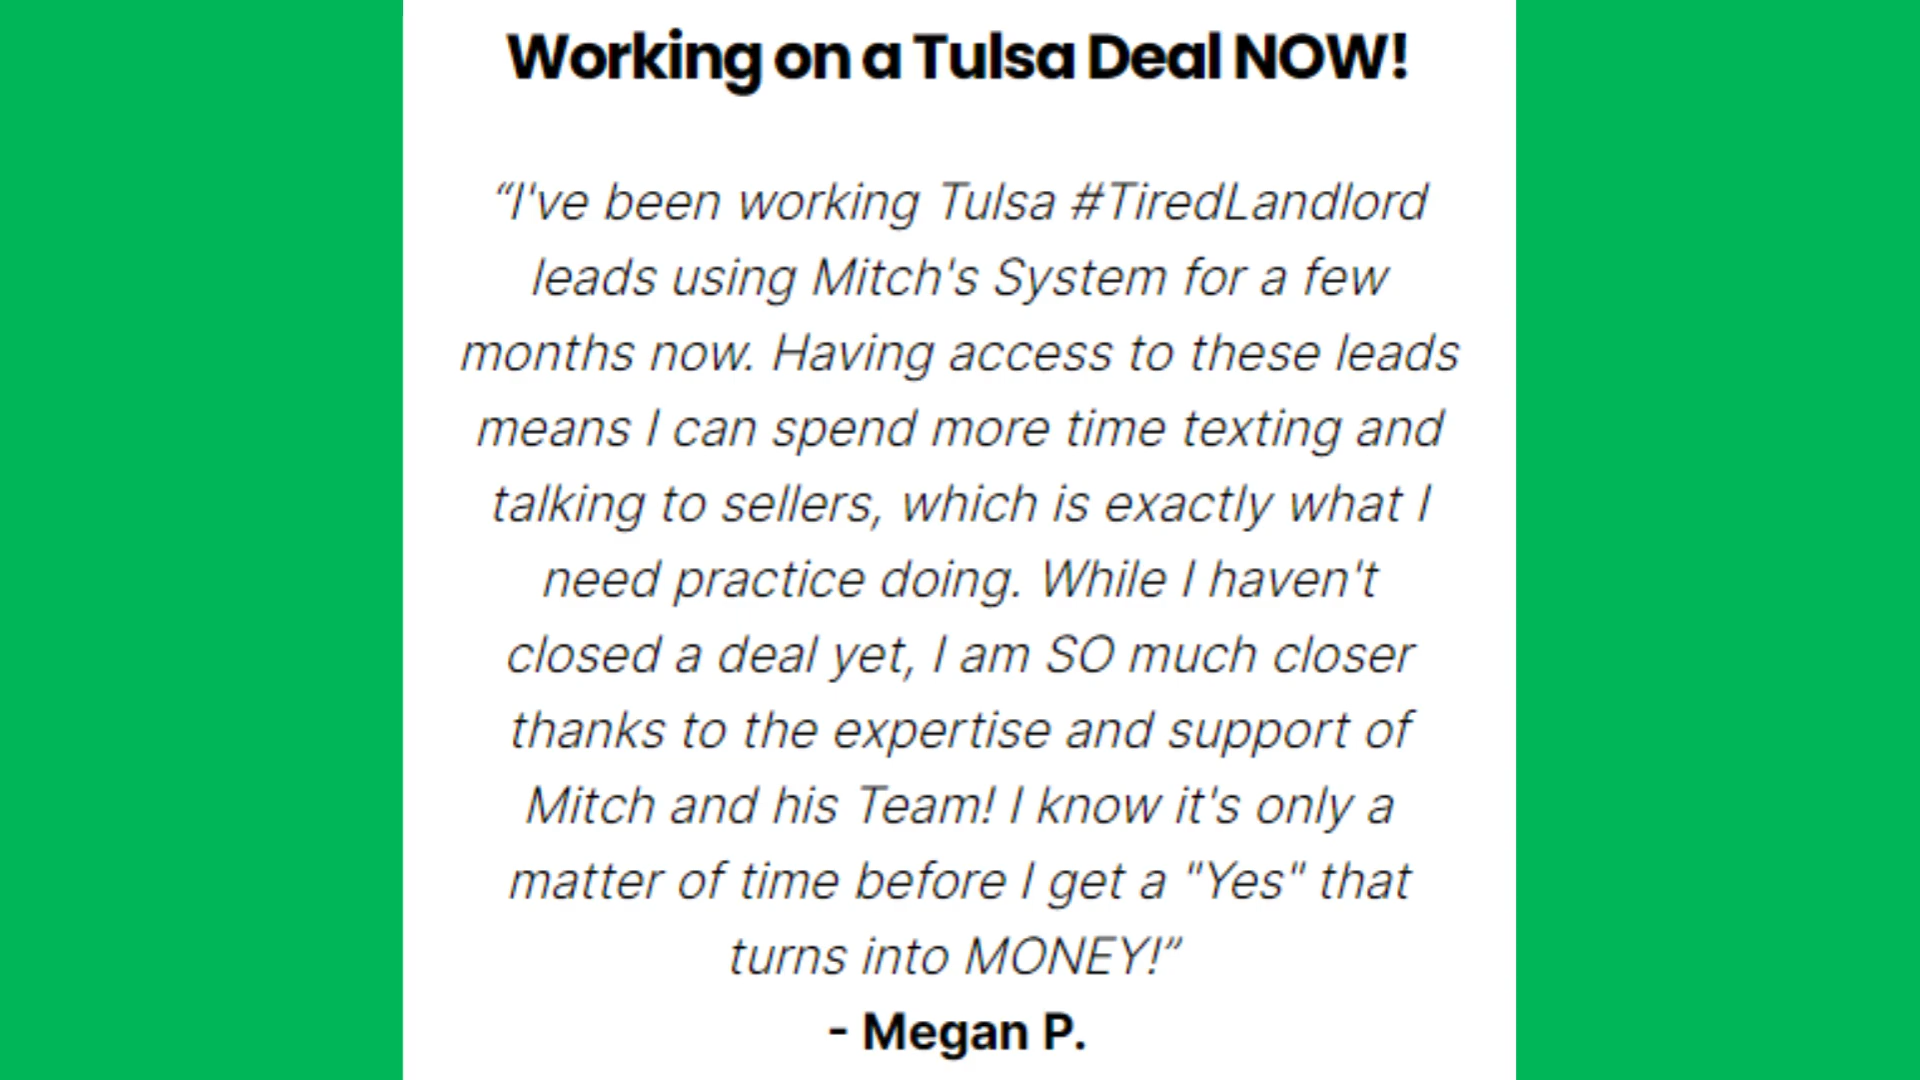 Working on a Tulsa Deal NOW!
“I've been working Tulsa #TiredLandlord
leads using Mitch's System for a few
months now. Having access to these leads
means I can spend more time texting and
talking to sellers, which is exactly what I
need practice doing. While I haven't
closed a deal yet, I am SO much closer
thanks to the expertise and support of
Mitch and his Team! I know it's only a
matter of time before I get a "Yes" that
turns into MONEY!”
- Megan P.